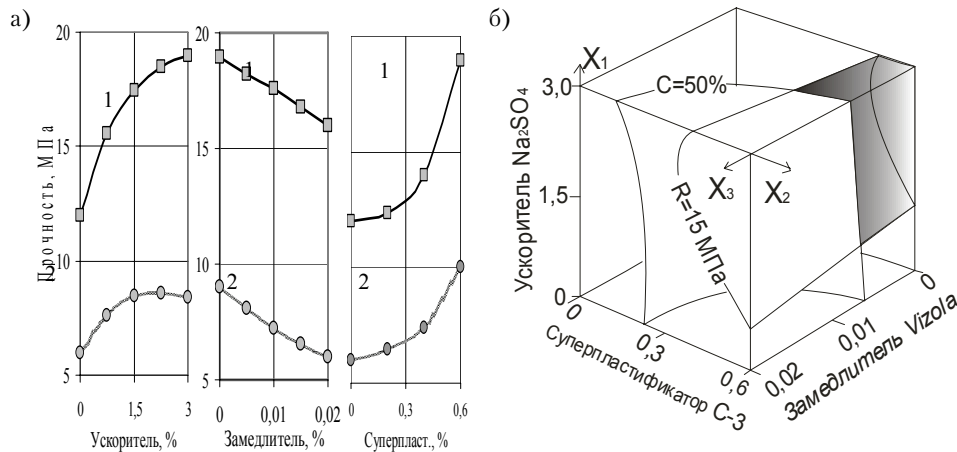 а)
20
15
10
5
Прочность, МПа
1
2
0
1,5
3
Ускоритель, %
20
15
10
5
1
2
0
0,01
0,02
Замедлитель, %
1
2
0
0,3
0,6
Суперпласт., %
б)
X1
3,0
1,5
0
Ускоритель Na2SO4
C=50%
X3
X2
R=15 МПа
0
0,3
0,6
Суперпластификатор С-3
0,02
0,01
0
Замедлитель Vizola